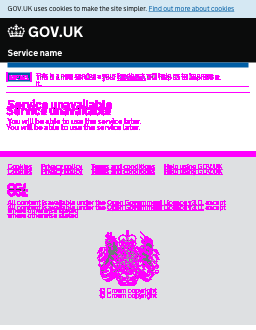 GOV.UK uses cookies to make the site simpler. Find out more about cookies
GOV.UK
Service name
This is a new service – your feedback will help us to improve
it.
Service unavailable
You will be able to use the service later.
Cookies Privacy policy Terms and conditions Help using GOV.UK
OGL
All content is available under the Open Government Licence v3.0, except
where otherwise stated
© Crown copyright